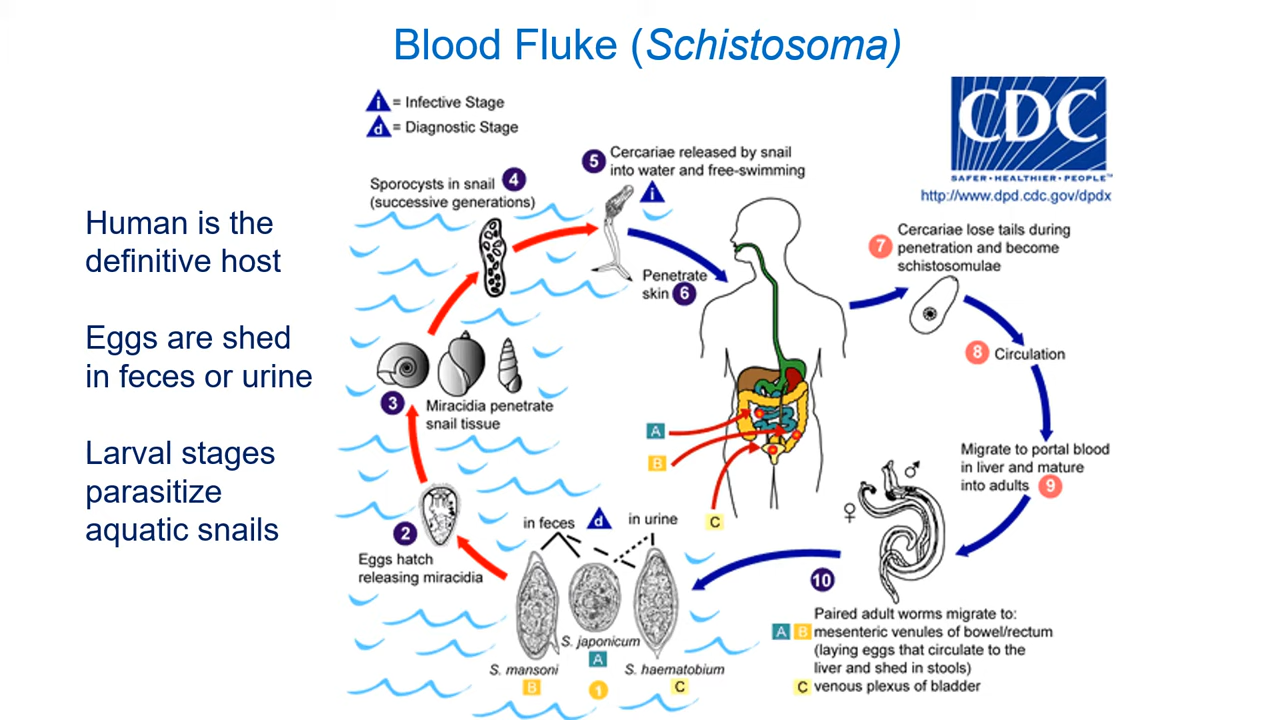 Blood Fluke (Schistosoma)
i = Infective Stage
d = Diagnostic Stage
CDC
SAFER·HEALTHIER·PEOPLE™
http://www.dpd.cdc.gov/dpdx
Human is the
definitive host
Eggs are shed
in feces or urine
Larval stages
parasitize
aquatic snails
Sporocysts in snail 4
(successive generations)
5 Cercariae released by snail
into water and free-swimming
i
Penetrate
skin 6
7 Cercariae lose tails during
penetration and become
schistosomulae
8 Circulation
3 Miracidia penetrate
snail tissue
A
B
C
Migrate to portal blood
in liver and mature
into adults 9
♂
♀
2
Eggs hatch
releasing miracidia
in feces d in urine
10
Paired adult worms migrate to:
A B mesenteric venules of bowel/rectum
(laying eggs that circulate to the
liver and shed in stools)
C venous plexus of bladder
S. japonicum
A
S. mansoni
B
1
S. haematobium
C